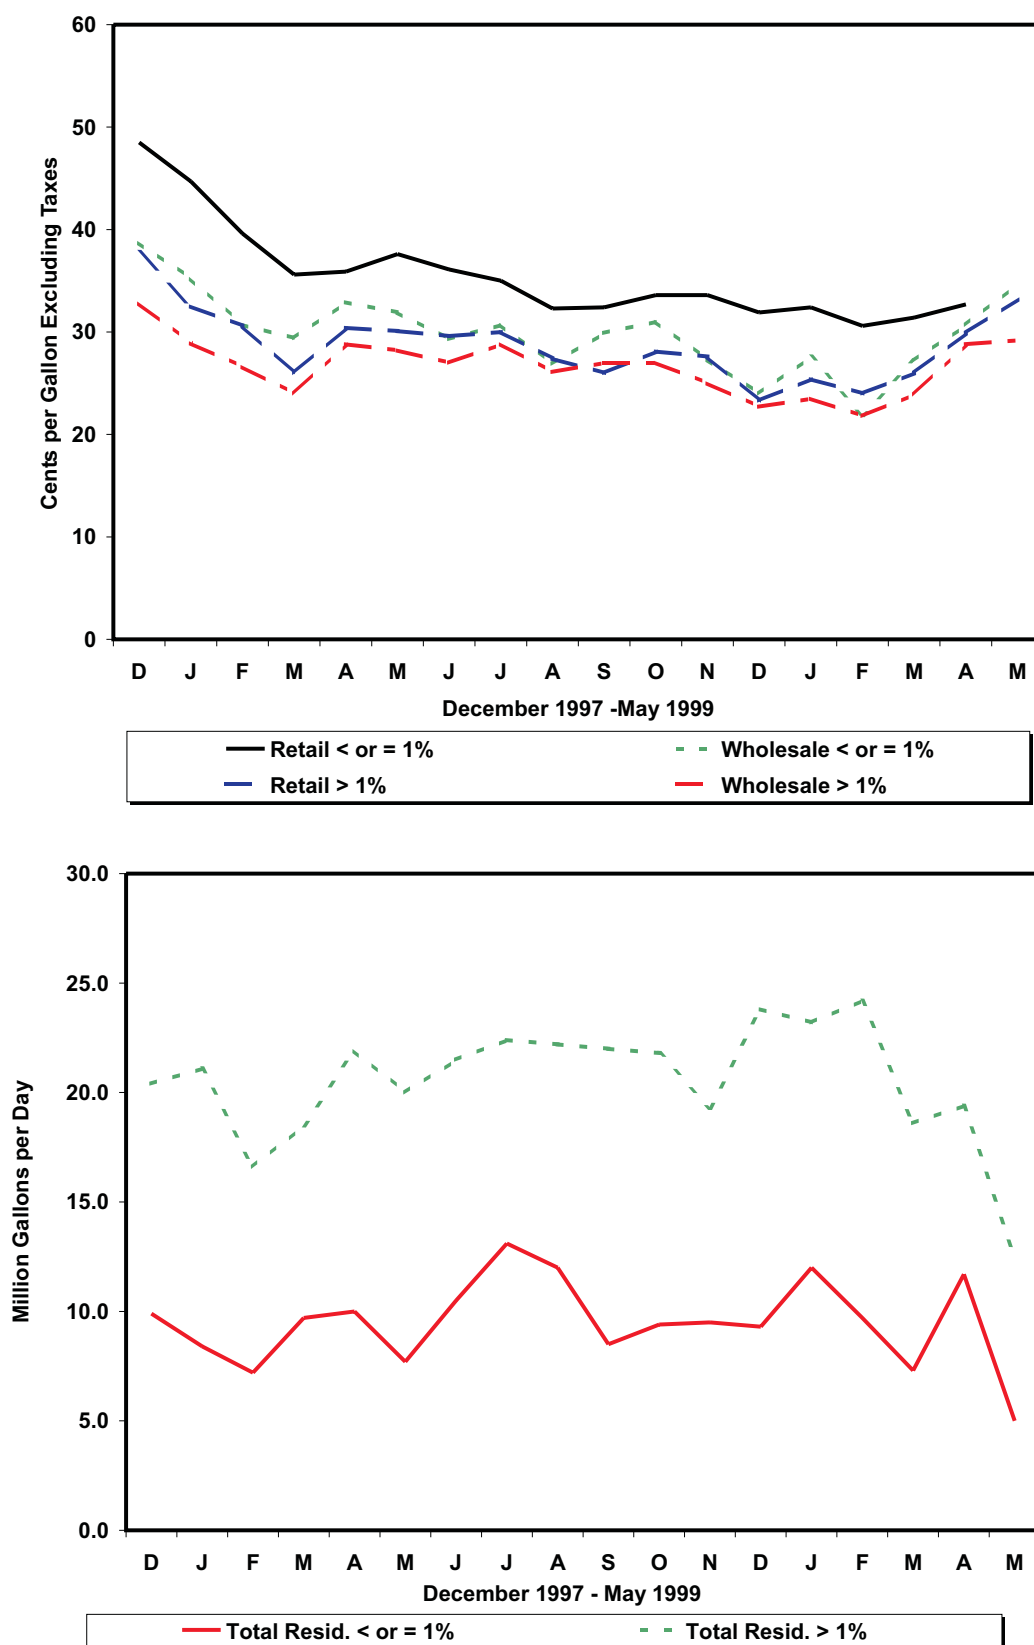 60
50
40
30
20
10
0
Cents per Gallon Excluding Taxes
D J F M A M J J A S O N D J F M A M
December 1997 -May 1999
Retail < or = 1% Wholesale < or = 1%
Retail > 1% Wholesale > 1%
30.0
25.0
20.0
15.0
10.0
5.0
0.0
Million Gallons per Day
D J F M A M J J A S O N D J F M A M
December 1997 - May 1999
Total Resid. < or = 1% Total Resid. > 1%